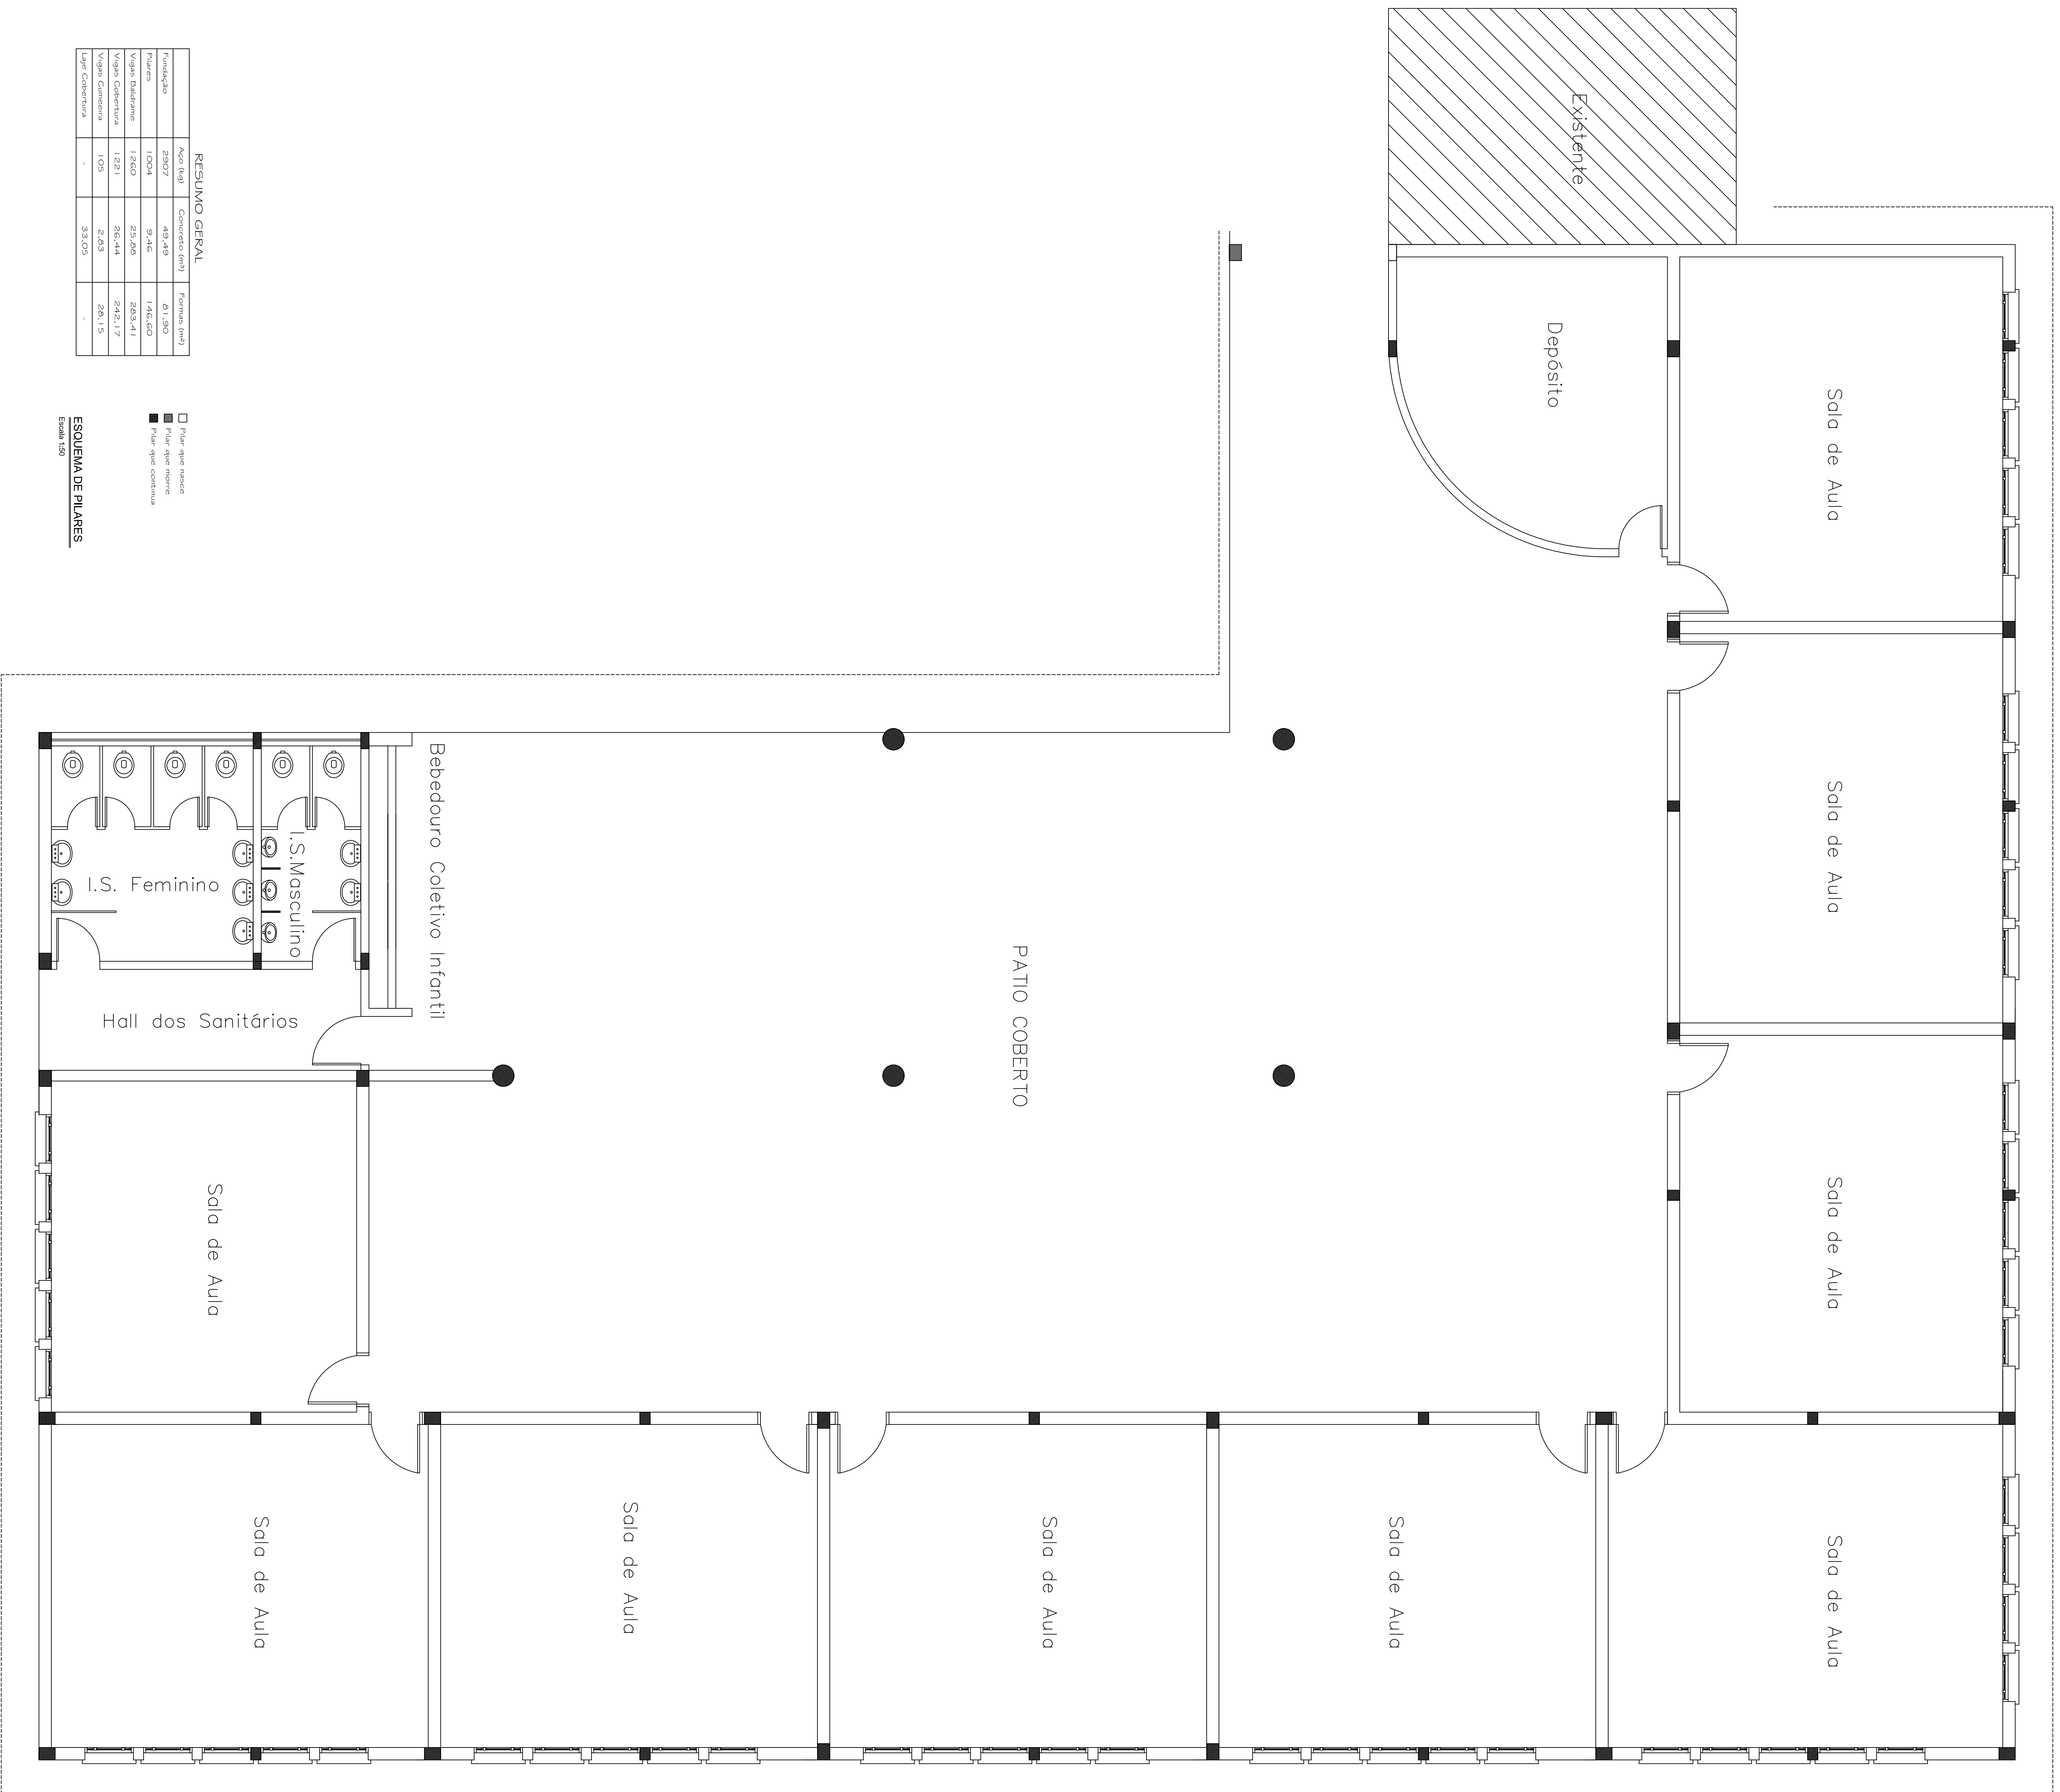 RESUMO GERAL
Aço (kg) Concreto (m³) Formas (m²)
Fundação 2907 49,49 81,90
Pilares 1004 9,46 146,60
Vigas Baldrame 1260 25,88 283,41
Vigas Cobertura 1221 26,44 242,17
Vigas Cumeeira 105 2,83 28,15
Laje Cobertura - 33,05 -
Pilar que nasce
Pilar que morre
Pilar que continua
ESQUEMA DE PILARES
Escala 1:50
Existente
Depósito
Sala de Aula
Sala de Aula
Sala de Aula
Sala de Aula
PATIO COBERTO
Bebedouro Coletivo Infantil
I.S.Masculino
I.S. Feminino
Hall dos Sanitários
Sala de Aula
Sala de Aula
Sala de Aula
Sala de Aula
Sala de Aula